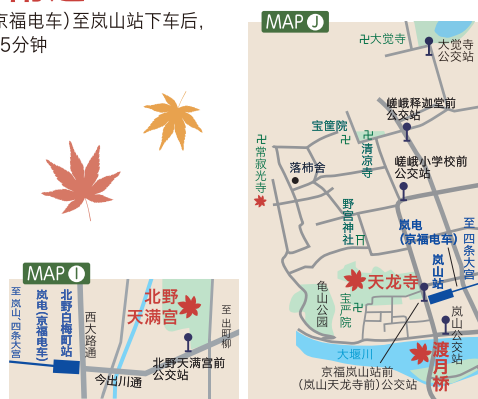 京福电车）至岚山站下车后，
5分钟
MAP J
卍大觉寺
大觉寺
公交站
嵯峨释迦堂前
公交站
宝筐院
卍
卍
清凉寺
卍常寂光寺
落柿舍
嵯峨小学校前
公交站
野宫神社
岚电
（京福电车）
至 四条大宫
岚山站
天龙寺
龟山公园
宝严院
卍
岚山公交站
大堰川
渡月桥
京福岚山站前
（岚山天龙寺前）公交站
MAP I
至 岚山、四条大宫
岚电（京福电车）
北野白梅町站
西大路通
北野
天满宫
至 出町柳
北野天满宫前
公交站
今出川通